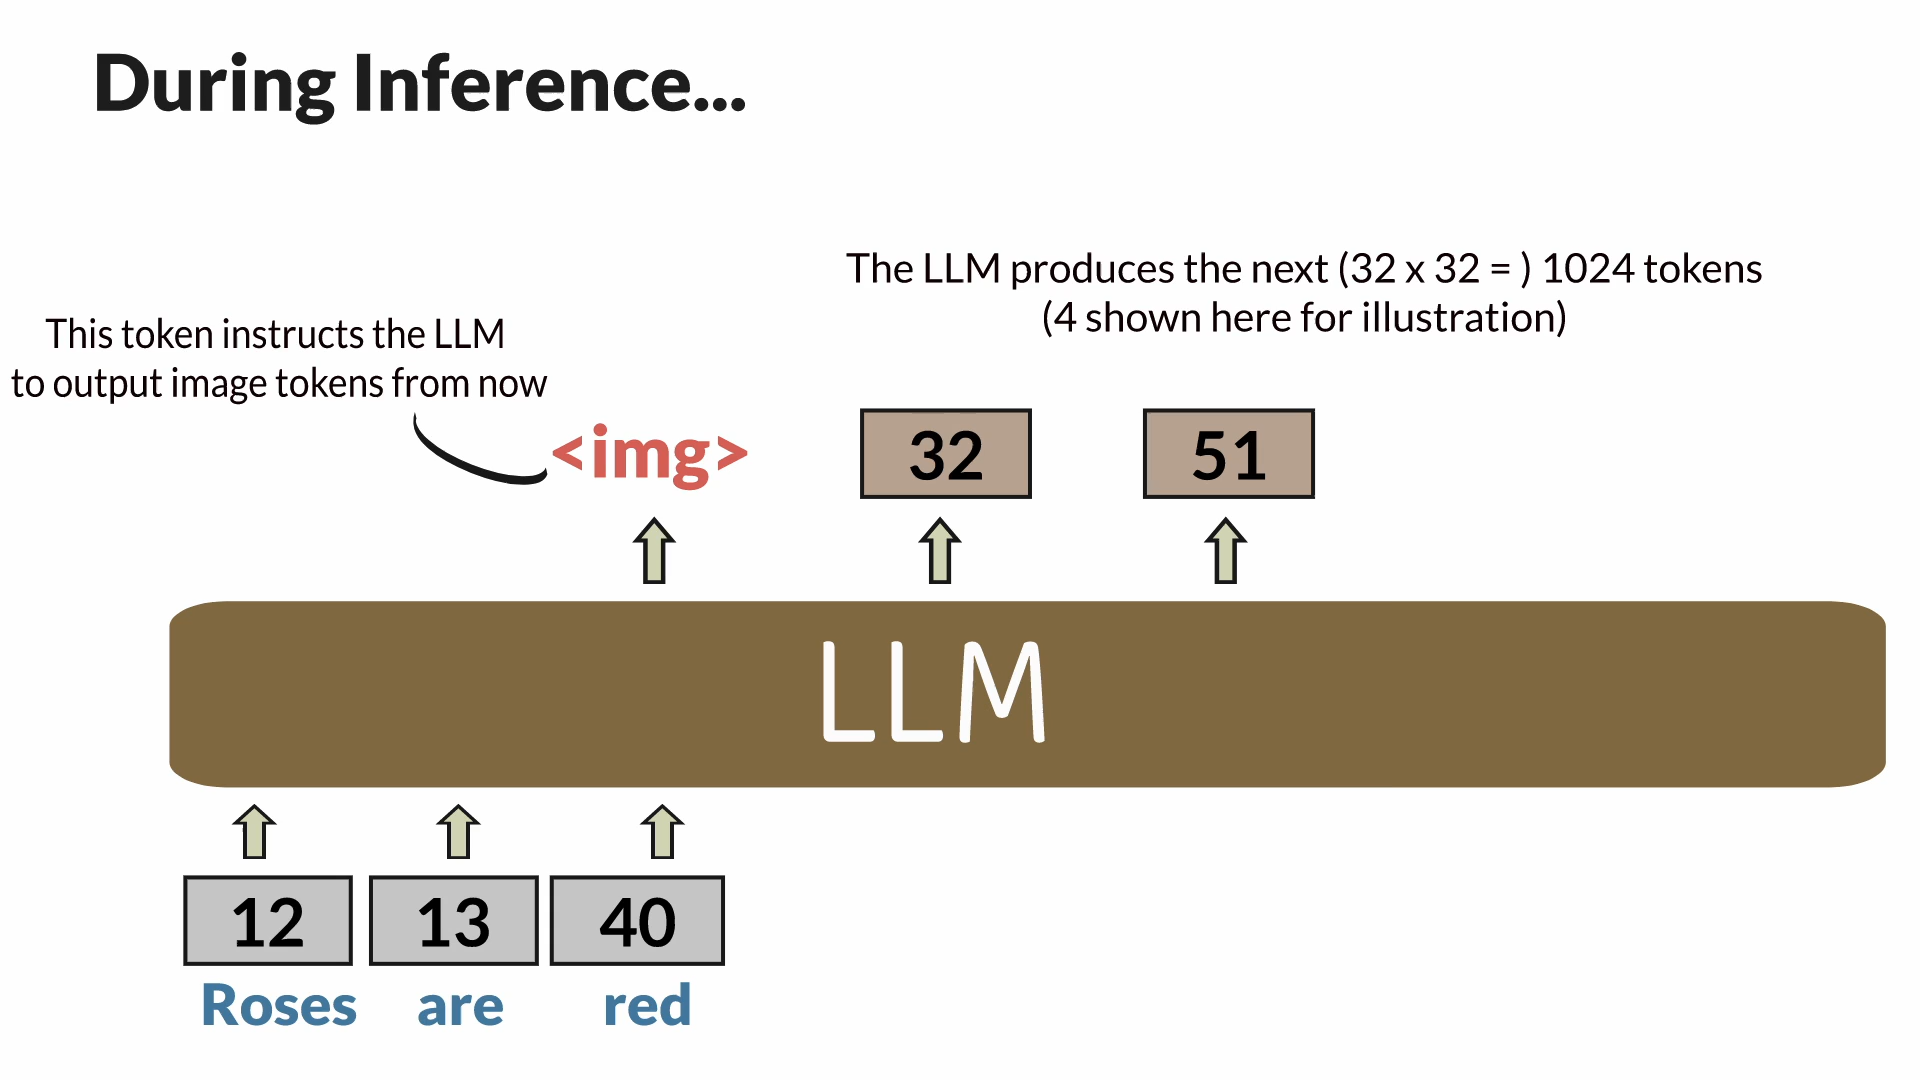 During Inference...
The LLM produces the next (32 x 32 = ) 1024 tokens
(4 shown here for illustration)
This token instructs the LLM
to output image tokens from now
<img>
32
51
LLM
12
13
40
Roses
are
red